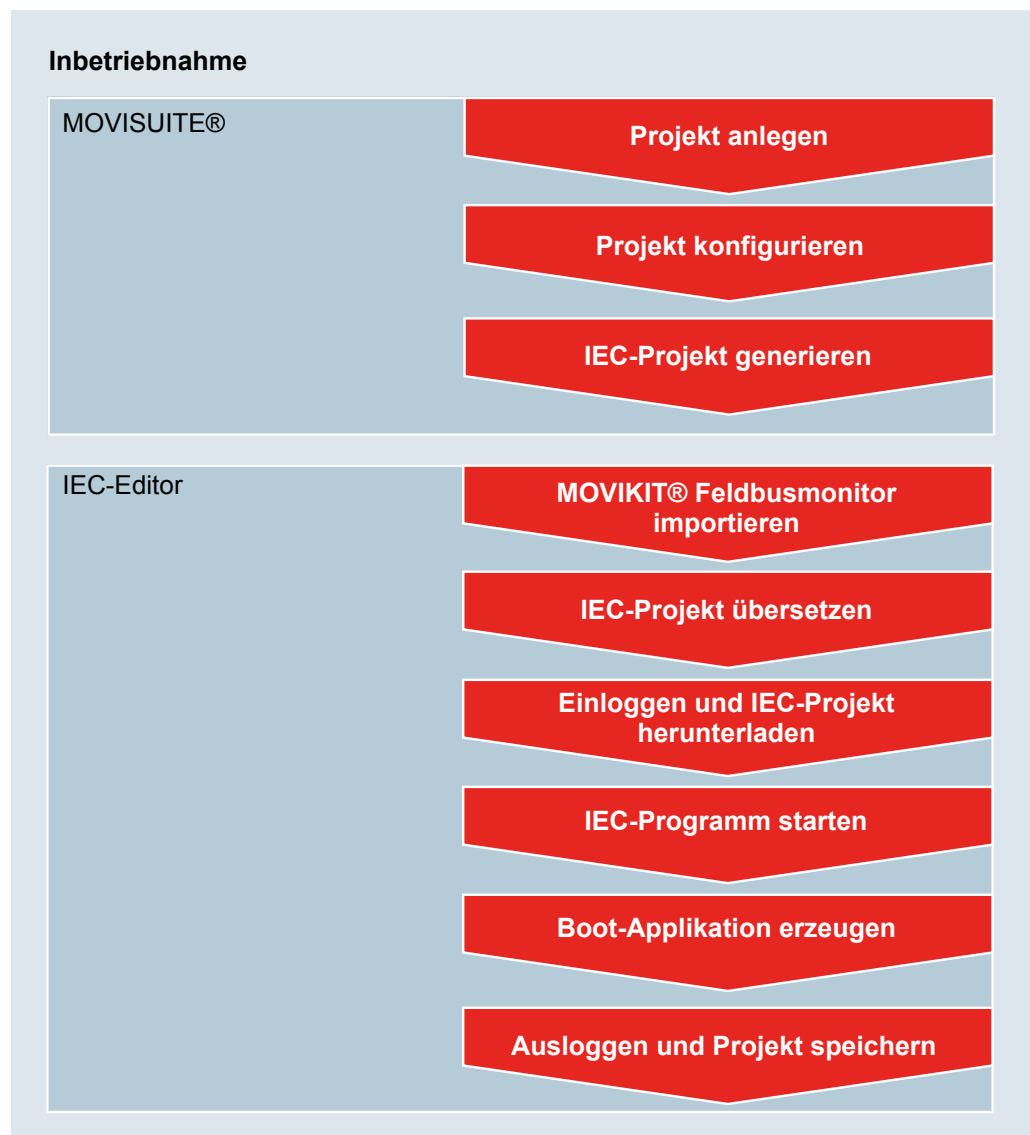 Inbetriebnahme
MOVISUITE®
Projekt anlegen
Projekt konfigurieren
IEC-Projekt generieren
IEC-Editor
MOVIKIT® Feldbusmonitor
importieren
IEC-Projekt übersetzen
Einloggen und IEC-Projekt
herunterladen
IEC-Programm starten
Boot-Applikation erzeugen
Ausloggen und Projekt speichern